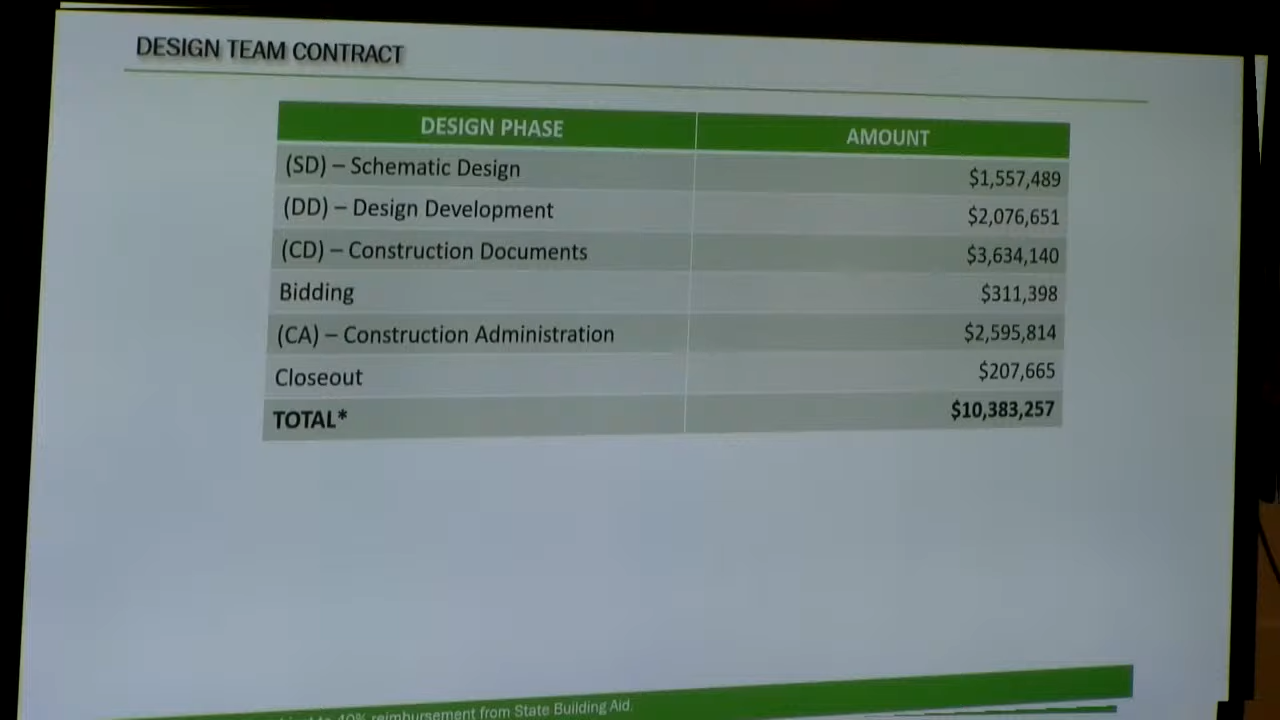 DESIGN TEAM CONTRACT
DESIGN PHASE AMOUNT
(SD) – Schematic Design $1,557,489
(DD) – Design Development $2,076,651
(CD) – Construction Documents $3,634,140
Bidding $311,398
(CA) – Construction Administration $2,595,814
Closeout $207,665
TOTAL* $10,383,257
to 40% reimbursement from State Building Aid.